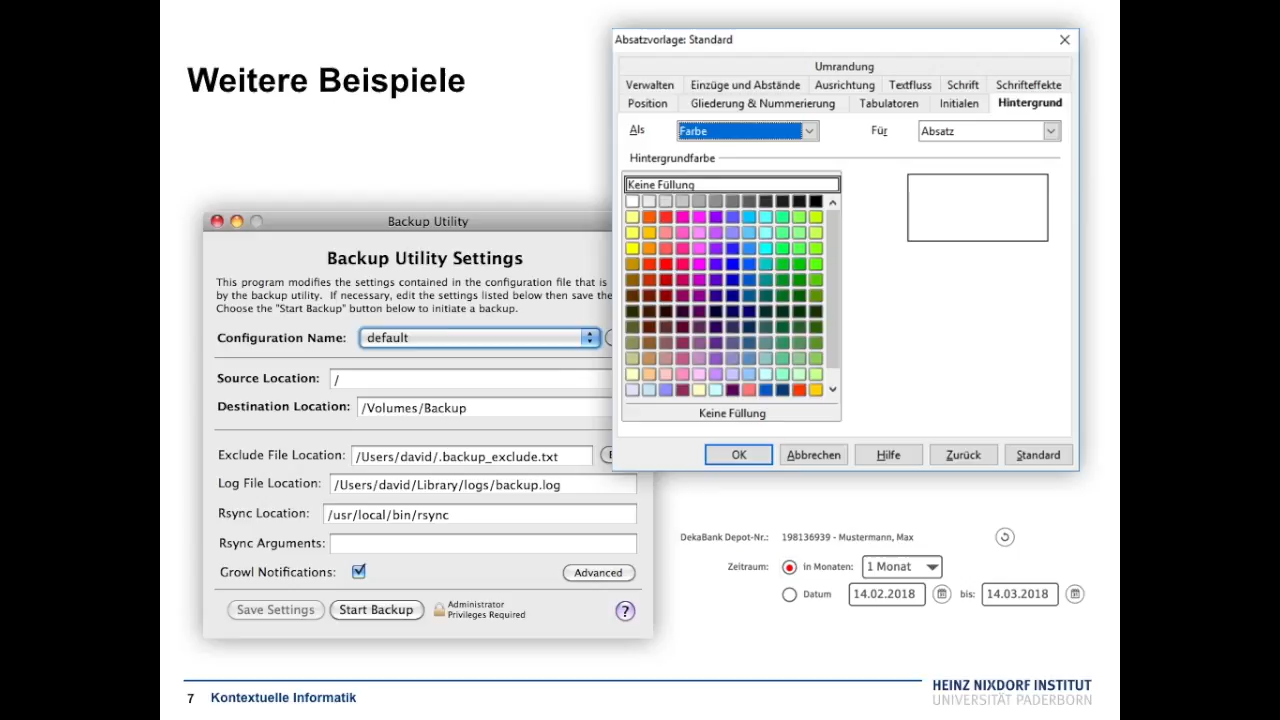 Weitere Beispiele
Absatzvorlage: Standard
Umrandung
Verwalten Einzüge und Abstände Ausrichtung Textfluss Schrift Schrifteffekte
Position Gliederung & Nummerierung Tabulatoren Initialen Hintergrund
Als Farbe Für Absatz
Hintergrundfarbe
Keine Füllung
Keine Füllung
OK Abbrechen Hilfe Zurück Standard
Backup Utility
Backup Utility Settings
This program modifies the settings contained in the configuration file that is
by the backup utility. If necessary, edit the settings listed below then save the
Choose the "Start Backup" button below to initiate a backup.
Configuration Name: default
Source Location: /
Destination Location: /Volumes/Backup
Exclude File Location: /Users/david/.backup_exclude.txt
Log File Location: /Users/david/Library/logs/backup.log
Rsync Location: /usr/local/bin/rsync
Rsync Arguments:
Growl Notifications: Advanced
Save Settings Start Backup Administrator
Privileges Required ?
DekaBank Depot-Nr.: 198136939 - Mustermann, Max
Zeitraum: in Monaten: 1 Monat
Datum 14.02.2018 bis: 14.03.2018
7 Kontextuelle Informatik
HEINZ NIXDORF INSTITUT
UNIVERSITÄT PADERBORN